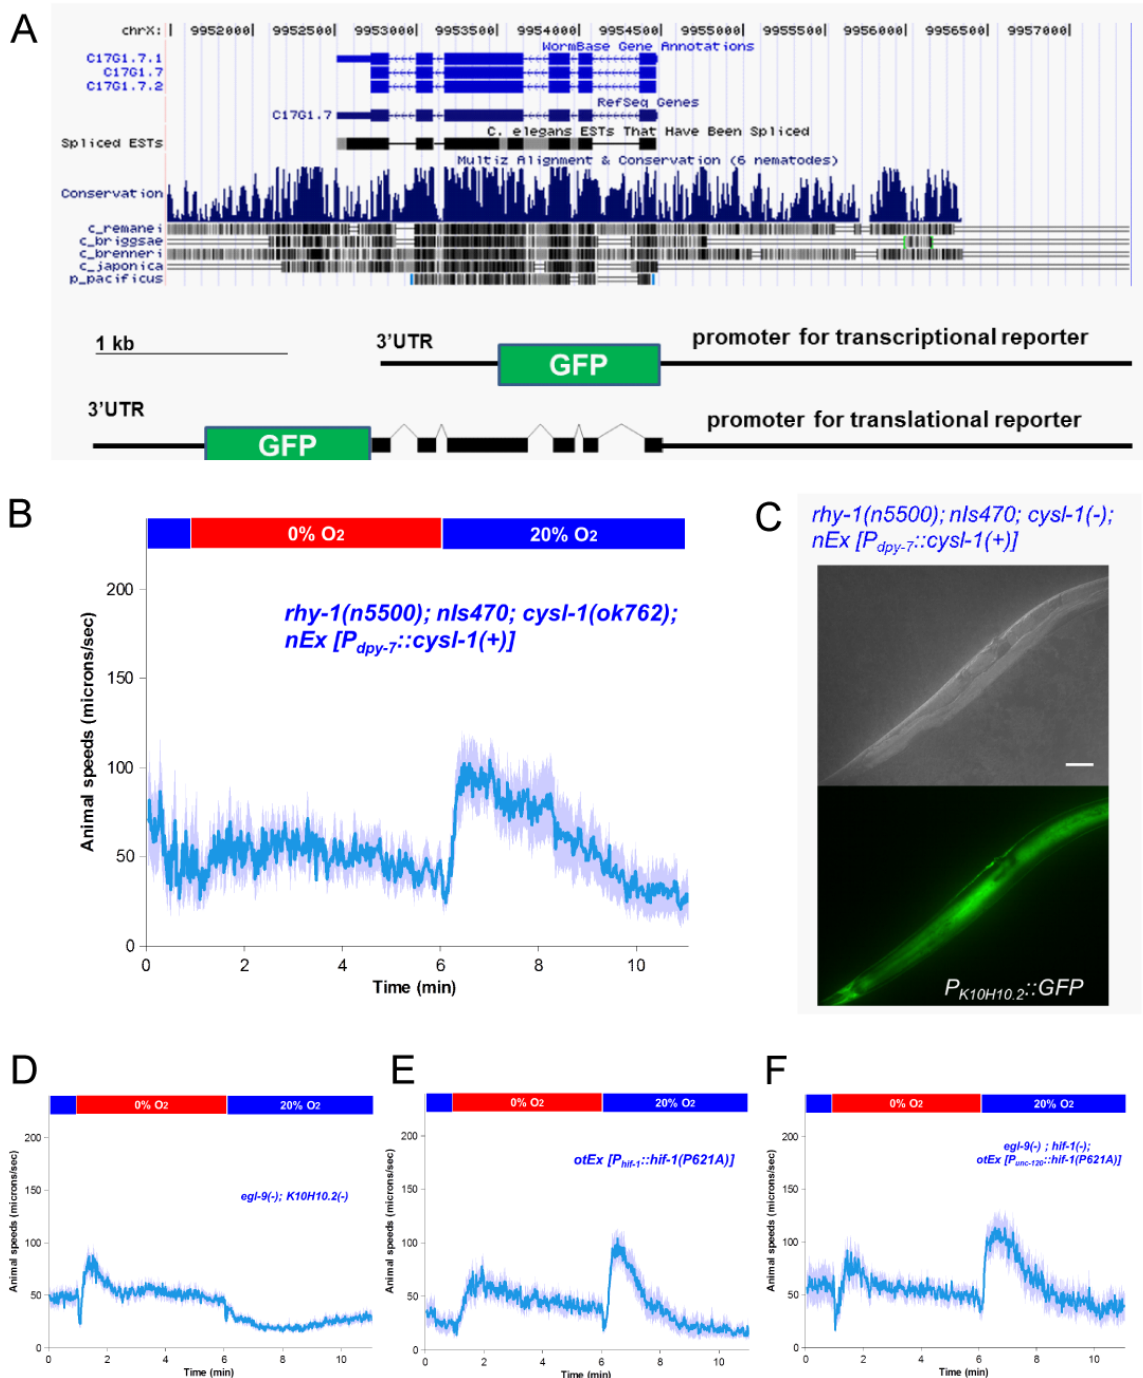 A
chrX: | 9952000| 9952500| 9953000| 9953500| 9954000| 9954500| 9955000| 9955500| 9956000| 9956500| 9957000|
WormBase Gene Annotations
C17G1.7.1
C17G1.7
C17G1.7.2
RefSeq Genes
C17G1.7
C. elegans ESTs That Have Been Spliced
Spliced ESTs
Multiz Alignment & Conservation (6 nematodes)
Conservation
c_remanei
c_briggsae
c_brenneri
c_japonica
p_pacificus
1 kb
3'UTR
GFP
promoter for transcriptional reporter
3'UTR
GFP
promoter for translational reporter
B
0% O2
20% O2
rhy-1(n5500); nIs470; cysl-1(ok762);
nEx [Pdpy-7::cysl-1(+)]
Animal speeds (microns/sec)
200
150
100
50
0
0 2 4 6 8 10
Time (min)
C
rhy-1(n5500); nIs470; cysl-1(-);
nEx [Pdpy-7::cysl-1(+)]
PK10H10.2::GFP
D
0% O2
20% O2
egl-9(-); K10H10.2(-)
Animal speeds (microns/sec)
200
150
100
50
0
0 2 4 6 8 10
Time (min)
E
0% O2
20% O2
otEx [Phif-1::hif-1(P621A)]
Animal speeds (microns/sec)
200
150
100
50
0
0 2 4 6 8 10
Time (min)
F
0% O2
20% O2
egl-9(-) ; hif-1(-);
otEx [Punc-120::hif-1(P621A)]
Animal speeds (microns/sec)
200
150
100
50
0
0 2 4 6 8 10
Time (min)